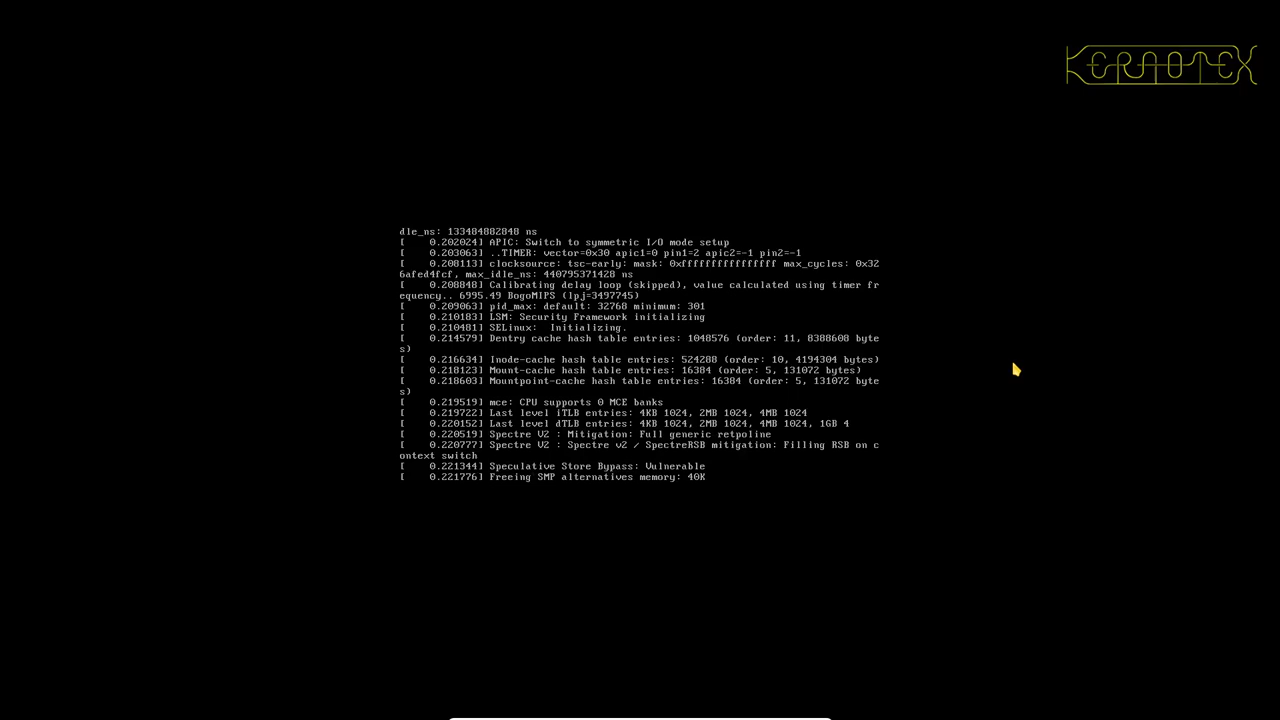 KERNOTEX
dle_ns: 133484882848 ns
[    0.202024] APIC: Switch to symmetric I/O mode setup
[    0.203063] ..TIMER: vector=0x30 apic1=0 pin1=2 apic2=-1 pin2=-1
[    0.208113] clocksource: tsc-early: mask: 0xffffffffffffffff max_cycles: 0x32
6afed4fcf, max_idle_ns: 440795371428 ns
[    0.208848] Calibrating delay loop (skipped), value calculated using timer fr
equency.. 6995.49 BogoMIPS (lpj=3497745)
[    0.209063] pid_max: default: 32768 minimum: 301
[    0.210183] LSM: Security Framework initializing
[    0.210481] SELinux:  Initializing.
[    0.214579] Dentry cache hash table entries: 1048576 (order: 11, 8388608 byte
s)
[    0.216634] Inode-cache hash table entries: 524288 (order: 10, 4194304 bytes)
[    0.218123] Mount-cache hash table entries: 16384 (order: 5, 131072 bytes)
[    0.218603] Mountpoint-cache hash table entries: 16384 (order: 5, 131072 byte
s)
[    0.219519] mce: CPU supports 0 MCE banks
[    0.219722] Last level iTLB entries: 4KB 1024, 2MB 1024, 4MB 1024
[    0.220152] Last level dTLB entries: 4KB 1024, 2MB 1024, 4MB 1024, 1GB 4
[    0.220519] Spectre V2 : Mitigation: Full generic retpoline
[    0.220777] Spectre V2 : Spectre v2 / SpectreRSB mitigation: Filling RSB on c
ontext switch
[    0.221344] Speculative Store Bypass: Vulnerable
[    0.221776] Freeing SMP alternatives memory: 40K